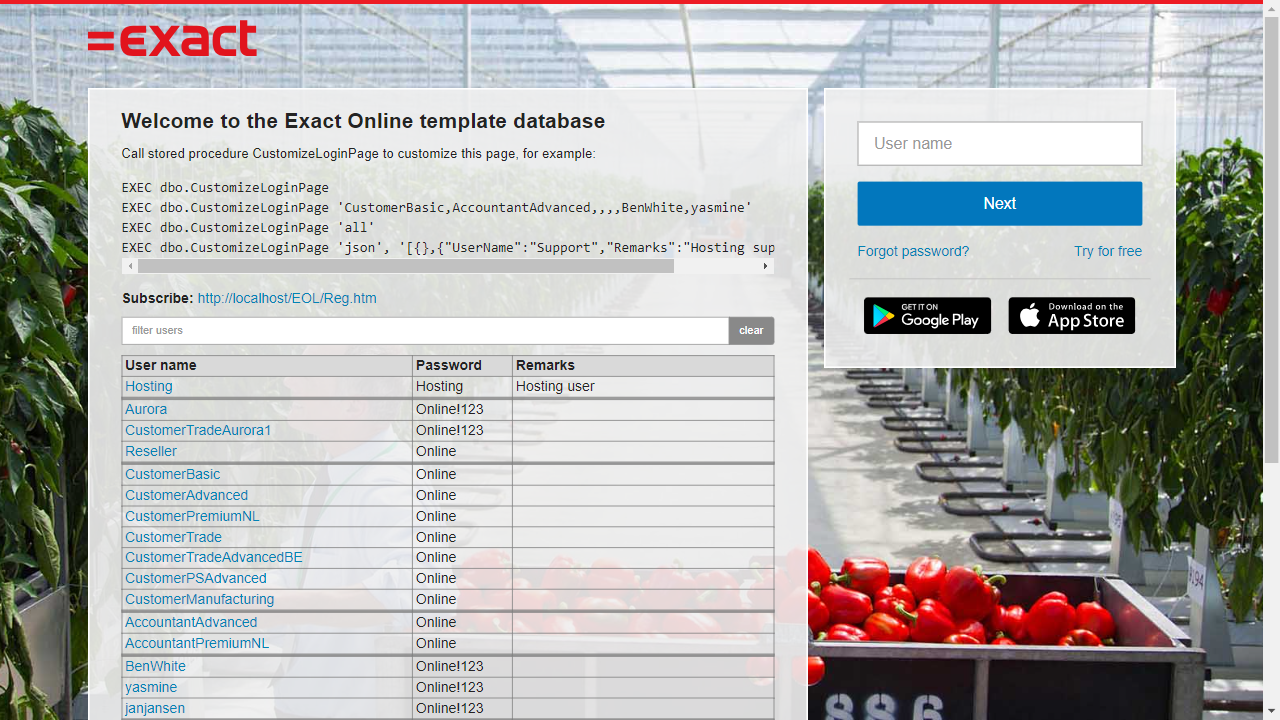 =exact
Welcome to the Exact Online template database
Call stored procedure CustomizeLoginPage to customize this page, for example:
EXEC dbo.CustomizeLoginPage
EXEC dbo.CustomizeLoginPage 'CustomerBasic,AccountantAdvanced,,,,BenWhite,yasmine'
EXEC dbo.CustomizeLoginPage 'all'
EXEC dbo.CustomizeLoginPage 'json', '[{},{"UserName":"Support","Remarks":"Hosting sup
Subscribe: http://localhost/EOL/Reg.htm
filter users clear
User name Password Remarks
Hosting Hosting Hosting user
Aurora Online!123
CustomerTradeAurora1 Online!123
Reseller Online
CustomerBasic Online
CustomerAdvanced Online
CustomerPremiumNL Online
CustomerTrade Online
CustomerTradeAdvancedBE Online
CustomerPSAdvanced Online
CustomerManufacturing Online
AccountantAdvanced Online
AccountantPremiumNL Online
BenWhite Online!123
yasmine Online!123
janjansen Online!123
User name
Next
Forgot password? Try for free
GET IT ON
Google Play
Download on the
App Store
194
886